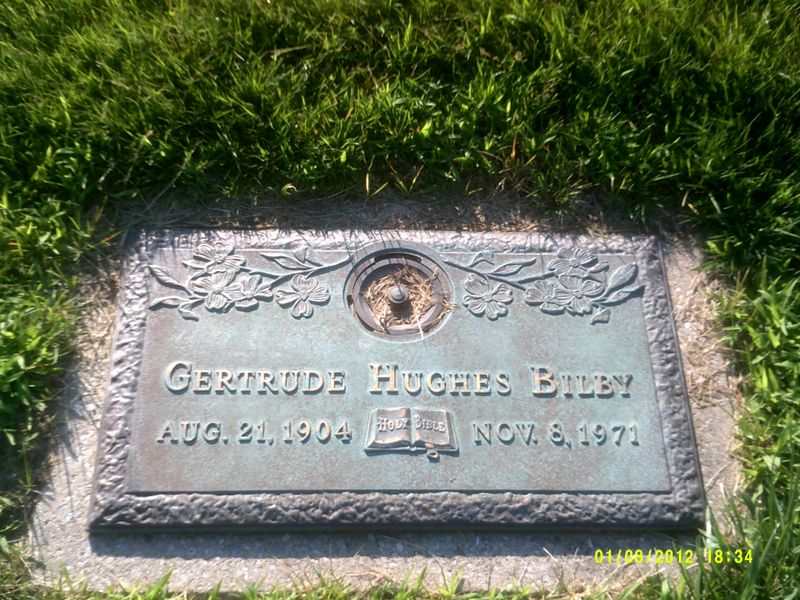 GERTRUDE HUGHES BILBY
AUG. 21, 1904 HOLY BIBLE NOV. 8, 1971
01/08/2012 18:34